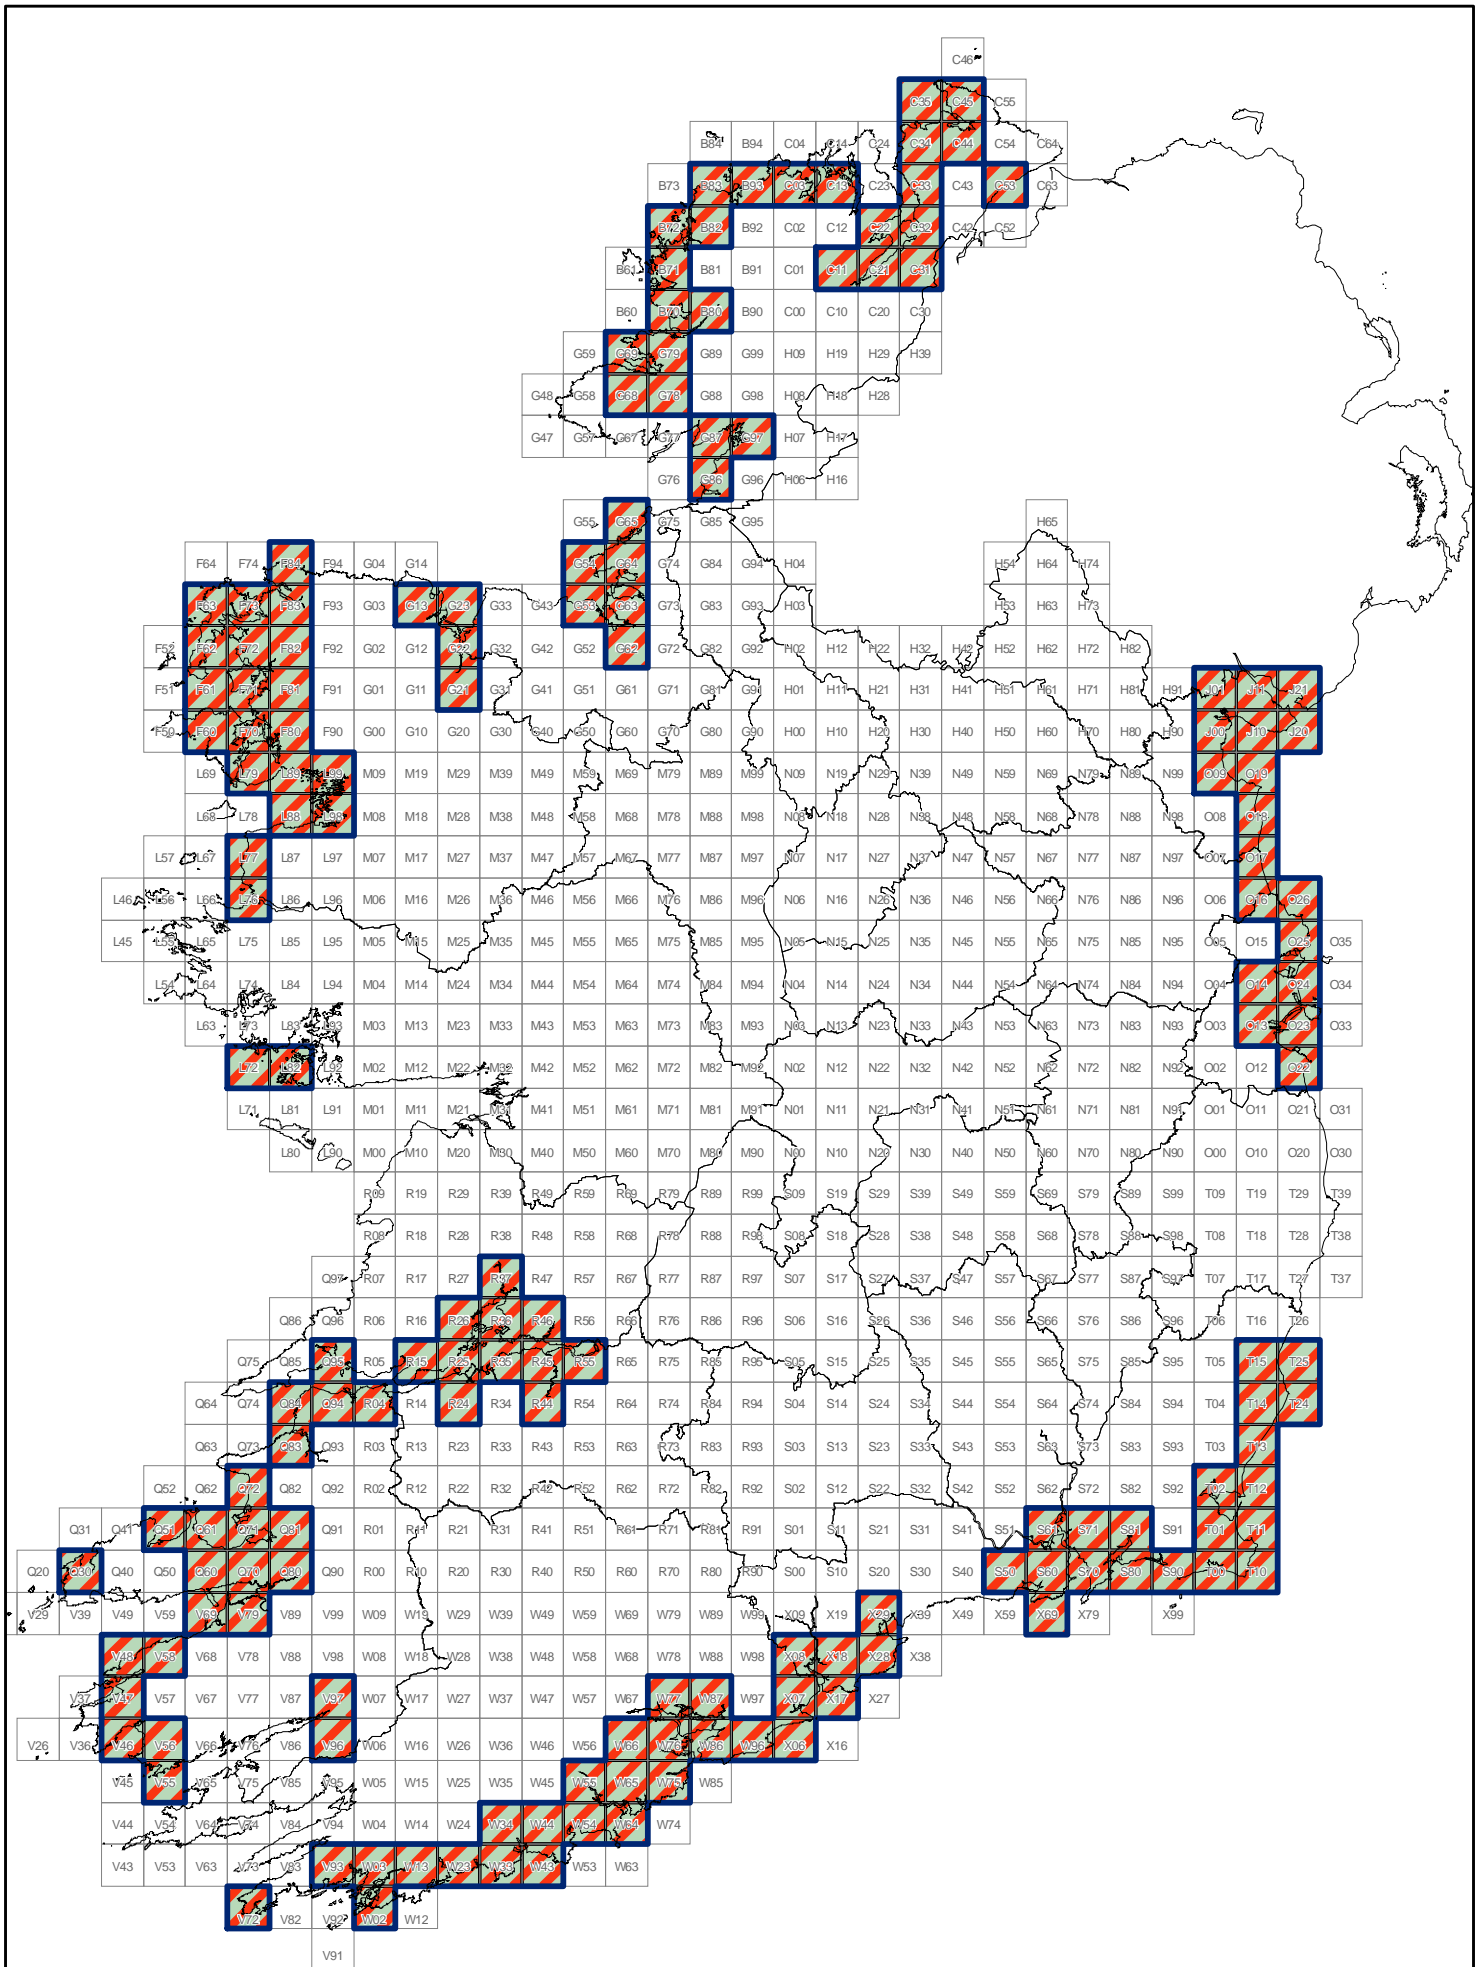 C46
C35 C45 C55
B84 B94 C04 C14 C24 C34 C44 C54 C64
B73 B83 B93 C03 C13 C23 C33 C43 C53 C63
B72 B82 B92 C02 C12 C22 C32 C42 C52
B61 B71 B81 B91 C01 C11 C21 C31
B60 B70 B80 B90 C00 C10 C20 C30
G59 G69 G79 G89 G99 H09 H19 H29 H39
G48 G58 G68 G78 G88 G98 H08 H18 H28
G47 G57 G67 G77 G87 G97 H07 H17
G76 G86 G96 H06 H16
G55 G65 G75 G85 G95 H65
F64 F74 F84 F94 G04 G14 G54 G64 G74 G84 G94 H04 H54 H64 H74
F63 F73 F83 F93 G03 G13 G23 G33 G43 G53 G63 G73 G83 G93 H03 H53 H63 H73
F52 F62 F72 F82 F92 G02 G12 G22 G32 G42 G52 G62 G72 G82 G92 H02 H12 H22 H32 H42 H52 H62 H72 H82
F51 F61 F71 F81 F91 G01 G11 G21 G31 G41 G51 G61 G71 G81 G91 H01 H11 H21 H31 H41 H51 H61 H71 H81 H91 J01 J11 J21
F50 F60 F70 F80 F90 G00 G10 G20 G30 G40 G50 G60 G70 G80 G90 H00 H10 H20 H30 H40 H50 H60 H70 H80 H90 J00 J10 J20
L69 L79 L89 L99 M09 M19 M29 M39 M49 M59 M69 M79 M89 M99 N09 N19 N29 N39 N49 N59 N69 N79 N89 N99 O09 O19
L68 L78 L88 L98 M08 M18 M28 M38 M48 M58 M68 M78 M88 M98 N08 N18 N28 N38 N48 N58 N68 N78 N88 N98 O08 O18
L57 L67 L77 L87 L97 M07 M17 M27 M37 M47 M57 M67 M77 M87 M97 N07 N17 N27 N37 N47 N57 N67 N77 N87 N97 O07 O17
L46 L56 L66 L76 L86 L96 M06 M16 M26 M36 M46 M56 M66 M76 M86 M96 N06 N16 N26 N36 N46 N56 N66 N76 N86 N96 O06 O16 O26
L45 L55 L65 L75 L85 L95 M05 M15 M25 M35 M45 M55 M65 M75 M85 M95 N05 N15 N25 N35 N45 N55 N65 N75 N85 N95 O05 O15 O25 O35
L54 L64 L74 L84 L94 M04 M14 M24 M34 M44 M54 M64 M74 M84 M94 N04 N14 N24 N34 N44 N54 N64 N74 N84 N94 O04 O14 O24 O34
L63 L73 L83 L93 M03 M13 M23 M33 M43 M53 M63 M73 M83 M93 N03 N13 N23 N33 N43 N53 N63 N73 N83 N93 O03 O13 O23 O33
L72 L82 L92 M02 M12 M22 M32 M42 M52 M62 M72 M82 M92 N02 N12 N22 N32 N42 N52 N62 N72 N82 N92 O02 O12 O22
L71 L81 L91 M01 M11 M21 M31 M41 M51 M61 M71 M81 M91 N01 N11 N21 N31 N41 N51 N61 N71 N81 N91 O01 O11 O21 O31
L80 L90 M00 M10 M20 M30 M40 M50 M60 M70 M80 M90 N00 N10 N20 N30 N40 N50 N60 N70 N80 N90 O00 O10 O20 O30
R09 R19 R29 R39 R49 R59 R69 R79 R89 R99 S09 S19 S29 S39 S49 S59 S69 S79 S89 S99 T09 T19 T29 T39
R08 R18 R28 R38 R48 R58 R68 R78 R88 R98 S08 S18 S28 S38 S48 S58 S68 S78 S88 S98 T08 T18 T28 T38
Q97 R07 R17 R27 R37 R47 R57 R67 R77 R87 R97 S07 S17 S27 S37 S47 S57 S67 S77 S87 S97 T07 T17 T27 T37
Q86 Q96 R06 R16 R26 R36 R46 R56 R66 R76 R86 R96 S06 S16 S26 S36 S46 S56 S66 S76 S86 S96 T06 T16 T26
Q75 Q85 Q95 R05 R15 R25 R35 R45 R55 R65 R75 R85 R95 S05 S15 S25 S35 S45 S55 S65 S75 S85 S95 T05 T15 T25
Q64 Q74 Q84 Q94 R04 R14 R24 R34 R44 R54 R64 R74 R84 R94 S04 S14 S24 S34 S44 S54 S64 S74 S84 S94 T04 T14 T24
Q63 Q73 Q83 Q93 R03 R13 R23 R33 R43 R53 R63 R73 R83 R93 S03 S13 S23 S33 S43 S53 S63 S73 S83 S93 T03 T13
Q52 Q62 Q72 Q82 Q92 R02 R12 R22 R32 R42 R52 R62 R72 R82 R92 S02 S12 S22 S32 S42 S52 S62 S72 S82 S92 T02 T12
Q31 Q41 Q51 Q61 Q71 Q81 Q91 R01 R11 R21 R31 R41 R51 R61 R71 R81 R91 S01 S11 S21 S31 S41 S51 S61 S71 S81 S91 T01 T11
Q20 Q30 Q40 Q50 Q60 Q70 Q80 Q90 R00 R10 R20 R30 R40 R50 R60 R70 R80 R90 S00 S10 S20 S30 S40 S50 S60 S70 S80 S90 T00 T10
V29 V39 V49 V59 V69 V79 V89 V99 W09 W19 W29 W39 W49 W59 W69 W79 W89 W99 X09 X19 X29 X39 X49 X59 X69 X79 X99
V48 V58 V68 V78 V88 V98 W08 W18 W28 W38 W48 W58 W68 W78 W88 W98 X08 X18 X28 X38
V37 V47 V57 V67 V77 V87 V97 W07 W17 W27 W37 W47 W57 W67 W77 W87 W97 X07 X17 X27
V26 V36 V46 V56 V66 V76 V86 V96 W06 W16 W26 W36 W46 W56 W66 W76 W86 W96 X06 X16
V45 V55 V65 V75 V85 V95 W05 W15 W25 W35 W45 W55 W65 W75 W85
V44 V54 V64 V74 V84 V94 W04 W14 W24 W34 W44 W54 W64 W74
V43 V53 V63 V73 V83 V93 W03 W13 W23 W33 W43 W53 W63
V72 V82 V92 W02 W12
V91